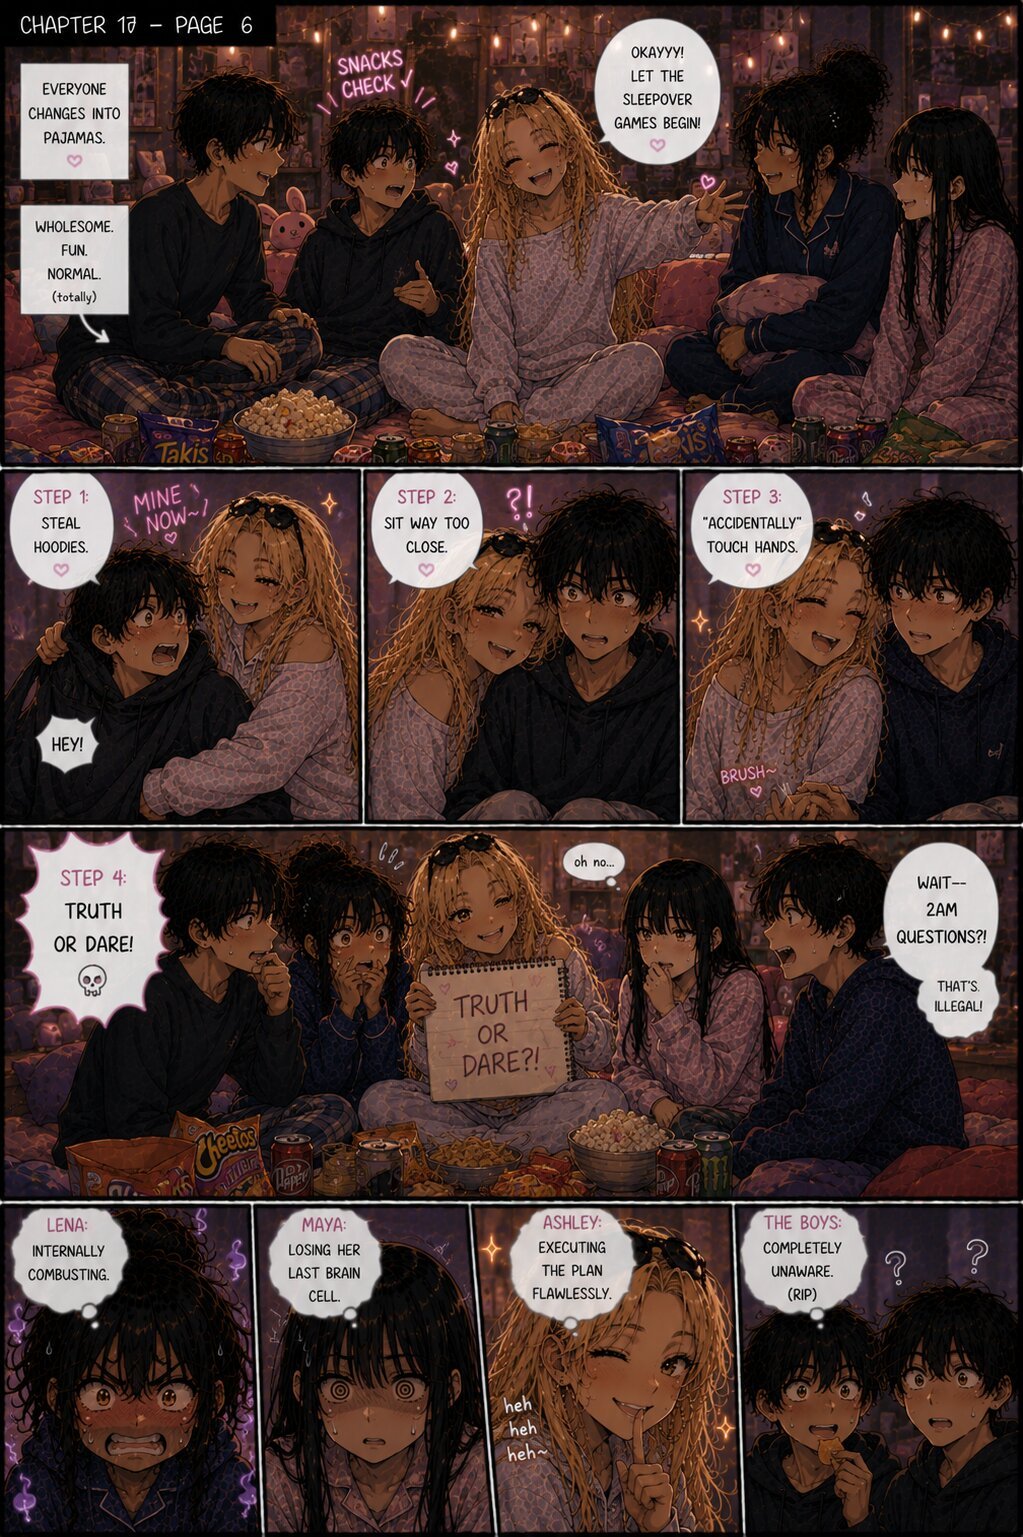 CHAPTER 17 – PAGE 6
EVERYONE
CHANGES INTO
PAJAMAS.
WHOLESOME.
FUN.
NORMAL.
(totally)
SNACKS
CHECK ✓
OKAYYY!
LET THE
SLEEPOVER
GAMES BEGIN!
Takis
STEP 1:
STEAL
HOODIES.
MINE
NOW~
HEY!
STEP 2:
SIT WAY TOO
CLOSE.
?!
STEP 3:
"ACCIDENTALLY"
TOUCH HANDS.
BRUSH~
STEP 4:
TRUTH
OR DARE!
TRUTH
OR
DARE?!
oh no...
WAIT--
2AM
QUESTIONS?!
THAT'S.
ILLEGAL!
Cheetos
LENA:
INTERNALLY
COMBUSTING.
MAYA:
LOSING HER
LAST BRAIN
CELL.
ASHLEY:
EXECUTING
THE PLAN
FLAWLESSLY.
heh
heh
heh~
THE BOYS:
COMPLETELY
UNAWARE.
(RIP)
? ?